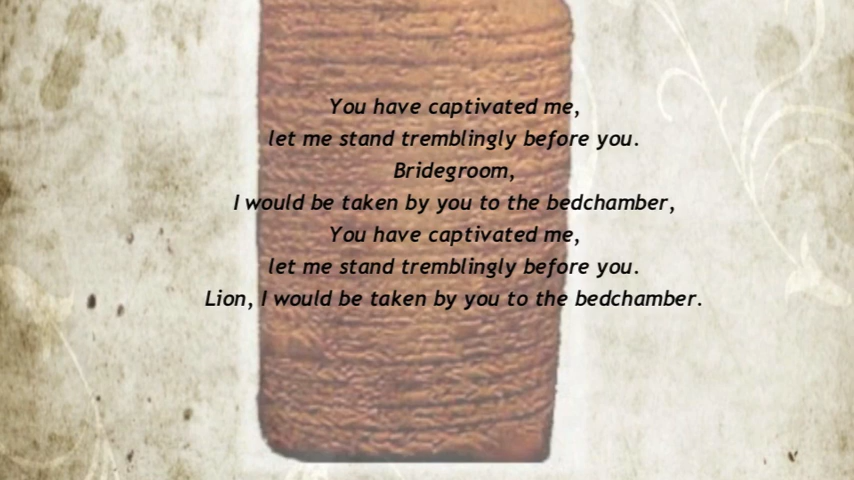 You have captivated me,
let me stand tremblingly before you.
Bridegroom,
I would be taken by you to the bedchamber,
You have captivated me,
let me stand tremblingly before you.
Lion, I would be taken by you to the bedchamber.